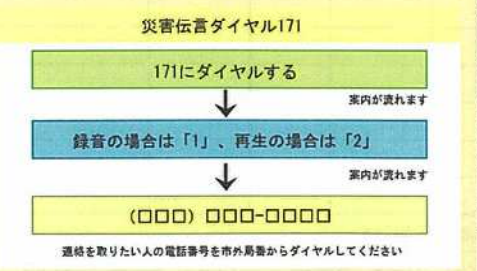 災害伝言ダイヤル171
171にダイヤルする
案内が流れます
録音の場合は「1」、再生の場合は「2」
案内が流れます
(□□□) □□□-□□□□
連絡を取りたい人の電話番号を市外局番からダイヤルしてください